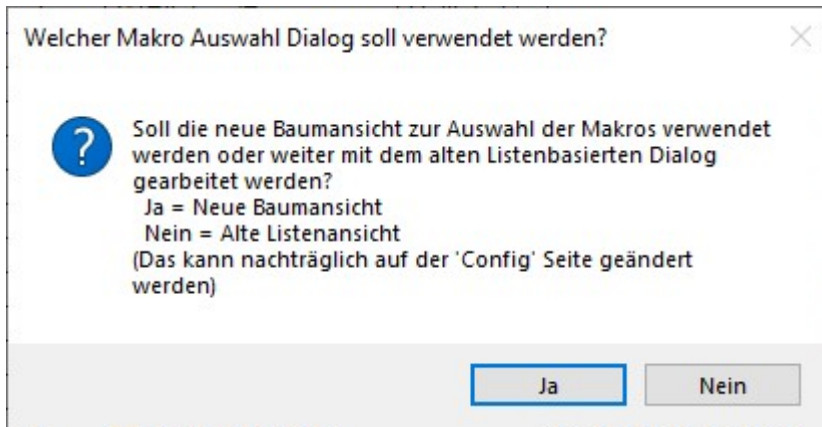 Welcher Makro Auswahl Dialog soll verwendet werden?
Soll die neue Baumansicht zur Auswahl der Makros verwendet
werden oder weiter mit dem alten Listenbasierten Dialog
gearbeitet werden?
Ja = Neue Baumansicht
Nein = Alte Listenansicht
(Das kann nachträglich auf der 'Config' Seite geändert
werden)
Ja Nein